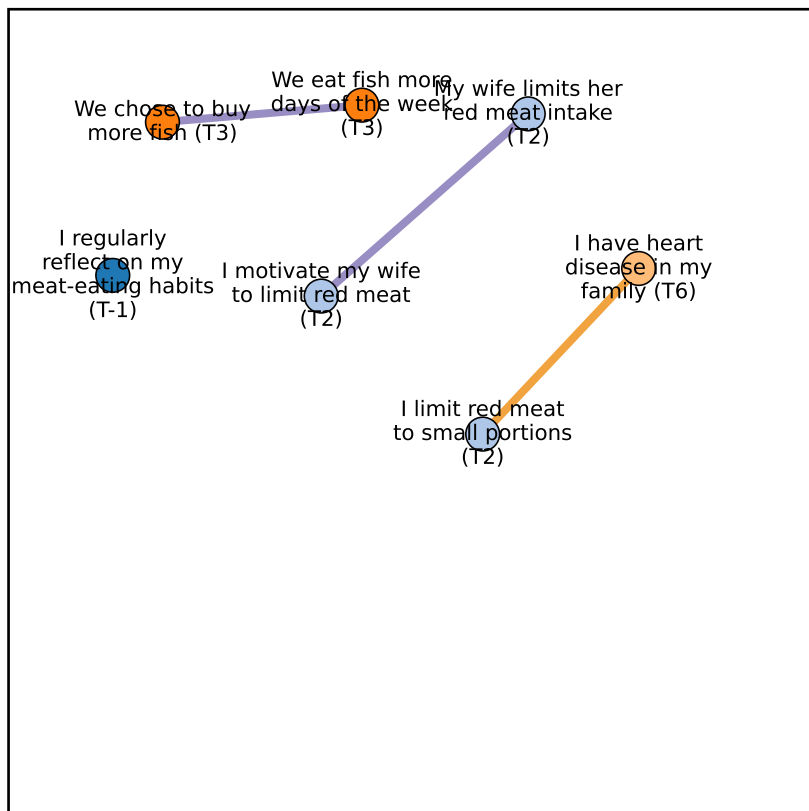 We chose to buy
more fish (T3)
We eat fish more
days of the week
(T3)
My wife limits her
red meat intake
(T2)
I regularly
reflect on my
meat-eating habits
(T-1)
I motivate my wife
to limit red meat
(T2)
I have heart
disease in my
family (T6)
I limit red meat
to small portions
(T2)